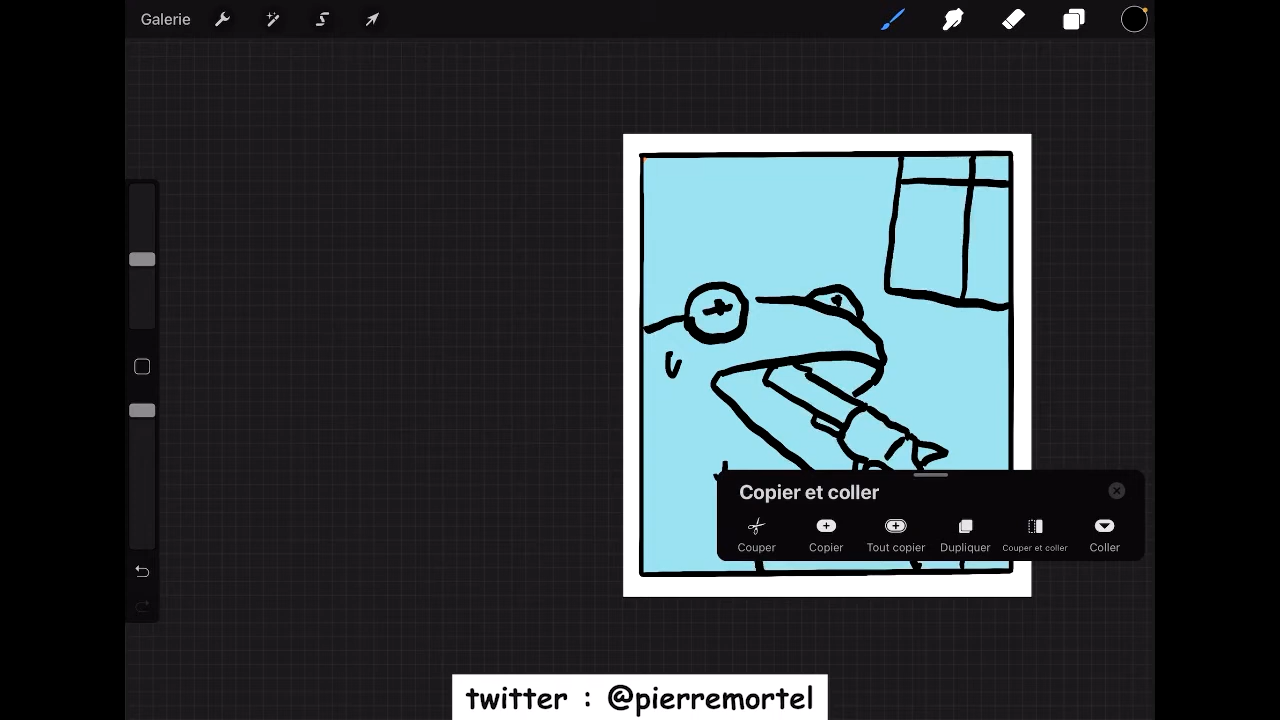 Galerie
Copier et coller
Couper Copier Tout copier Dupliquer Couper et coller Coller
twitter : @pierremortel